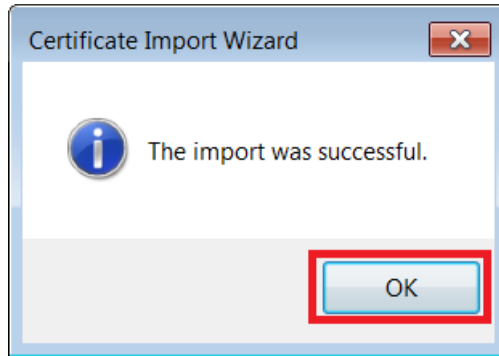 Certificate Import Wizard
The import was successful.
OK